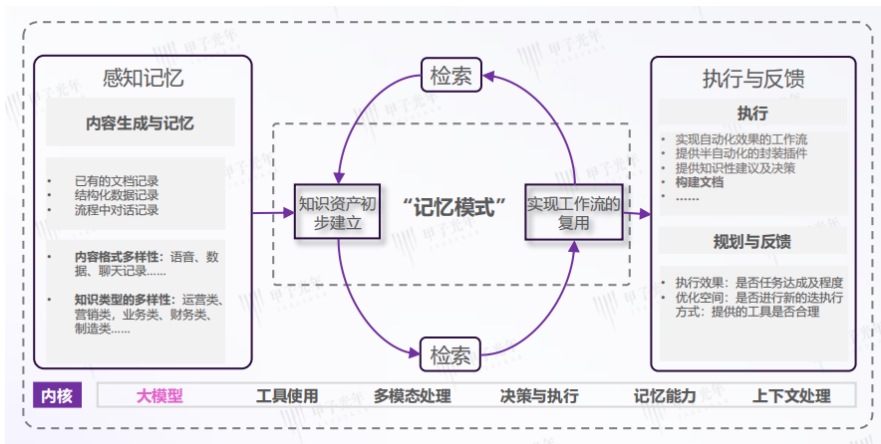 感知记忆
内容生成与记忆
• 已有的文档记录
• 结构化数据记录
• 流程中对话记录
• 内容格式多样性：语音、数
据、聊天记录......
• 知识类型的多样性：运营类、
营销类，业务类、财务类、
制造类......
检索
知识资产初
步建立
“记忆模式”
实现工作流的
复用
检索
执行与反馈
执行
• 实现自动化效果的工作流
• 提供半自动化的封装插件
• 提供知识性建议及决策
• 构建文档
• ......
规划与反馈
• 执行效果：是否任务达成及程度
• 优化空间：是否进行新的迭执行
方式：提供的工具是否合理
内核
大模型
工具使用
多模态处理
决策与执行
记忆能力
上下文处理
甲子光年